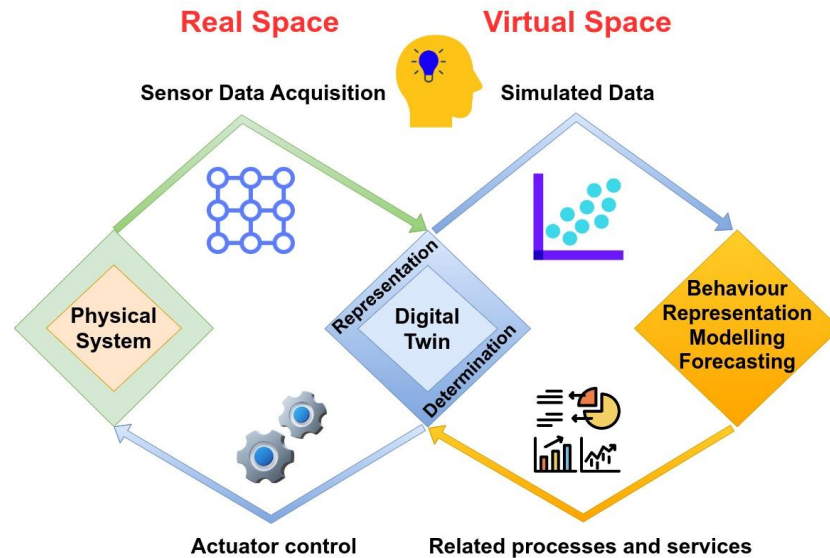 Real Space
Virtual Space
Sensor Data Acquisition
Simulated Data
Physical
System
Representation
Digital
Twin
Determination
Behaviour
Representation
Modelling
Forecasting
Actuator control
Related processes and services